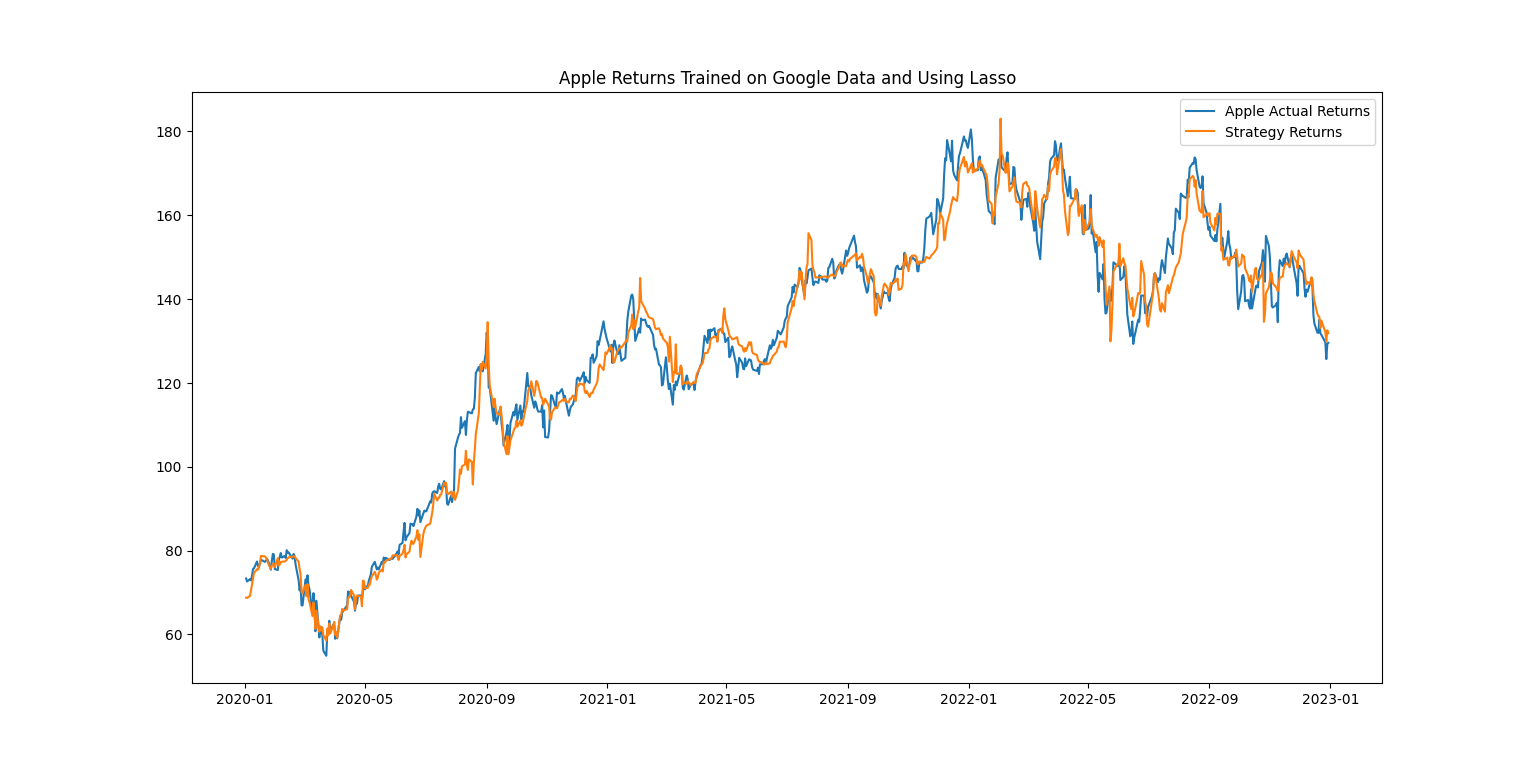 Apple Returns Trained on Google Data and Using Lasso
Apple Actual Returns
Strategy Returns
180
160
140
120
100
80
60
2020-01 2020-05 2020-09 2021-01 2021-05 2021-09 2022-01 2022-05 2022-09 2023-01